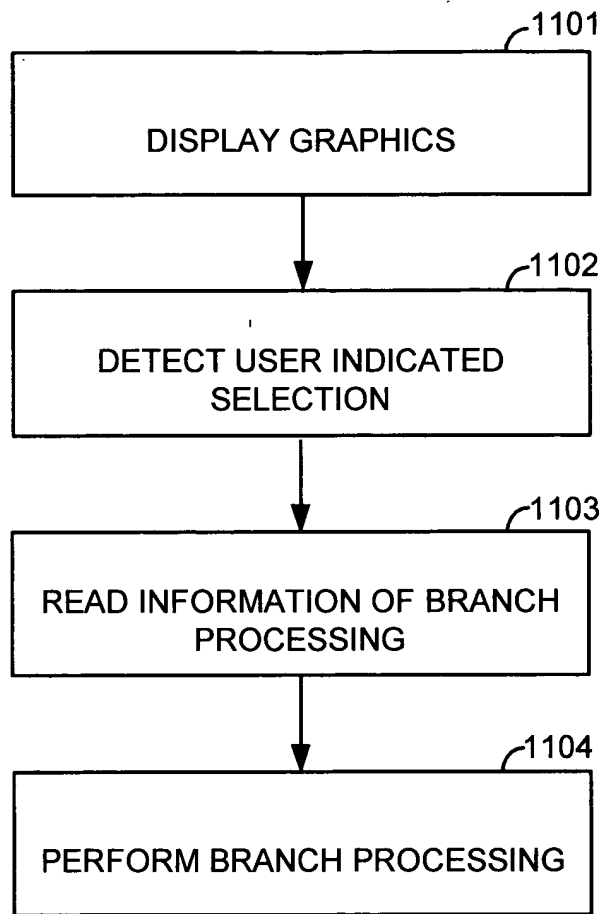 1101
DISPLAY GRAPHICS
1102
DETECT USER INDICATED
SELECTION
1103
READ INFORMATION OF BRANCH
PROCESSING
1104
PERFORM BRANCH PROCESSING